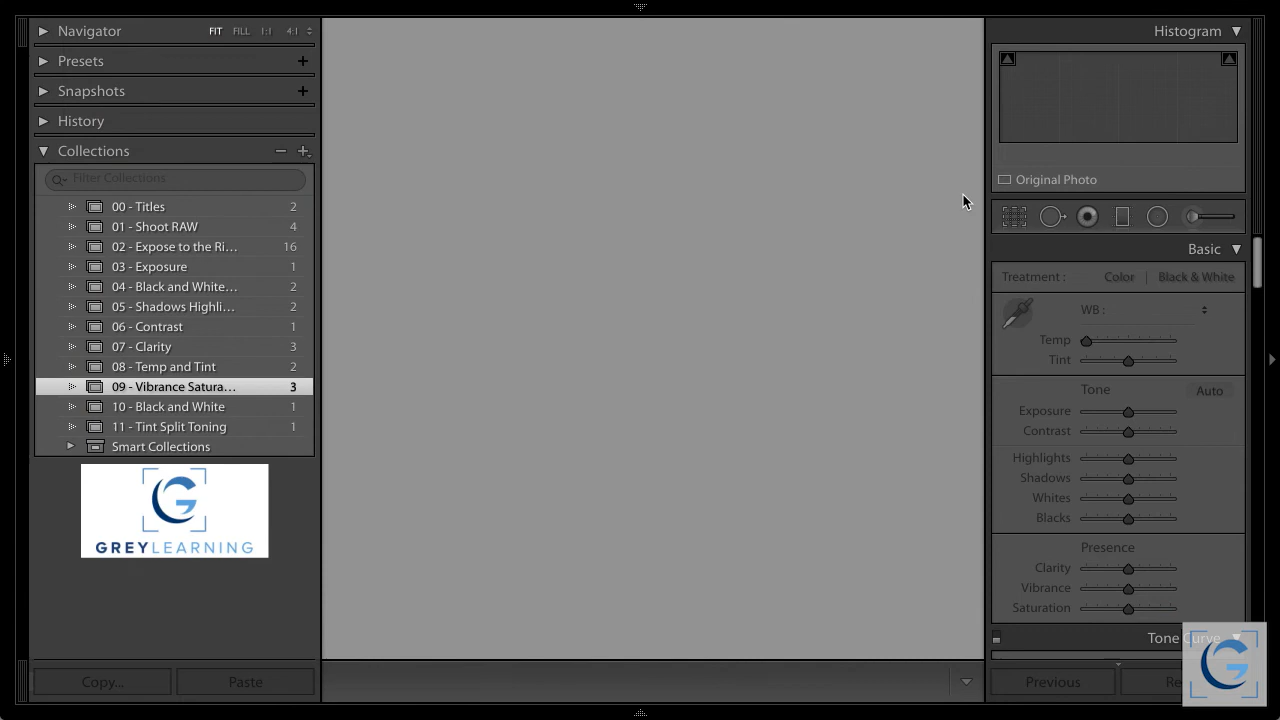 Navigator FIT FILL 1:1 4:1
Presets
Snapshots
History
Collections
Filter Collections
00 - Titles 2
01 - Shoot RAW 4
02 - Expose to the Ri... 16
03 - Exposure 1
04 - Black and White... 2
05 - Shadows Highli... 2
06 - Contrast 1
07 - Clarity 3
08 - Temp and Tint 2
09 - Vibrance Satura... 3
10 - Black and White 1
11 - Tint Split Toning 1
Smart Collections
GREYLEARNING
Copy... Paste
Histogram
Original Photo
Basic
Treatment : Color Black & White
WB :
Temp
Tint
Tone Auto
Exposure
Contrast
Highlights
Shadows
Whites
Blacks
Presence
Clarity
Vibrance
Saturation
Tone Curve
Previous